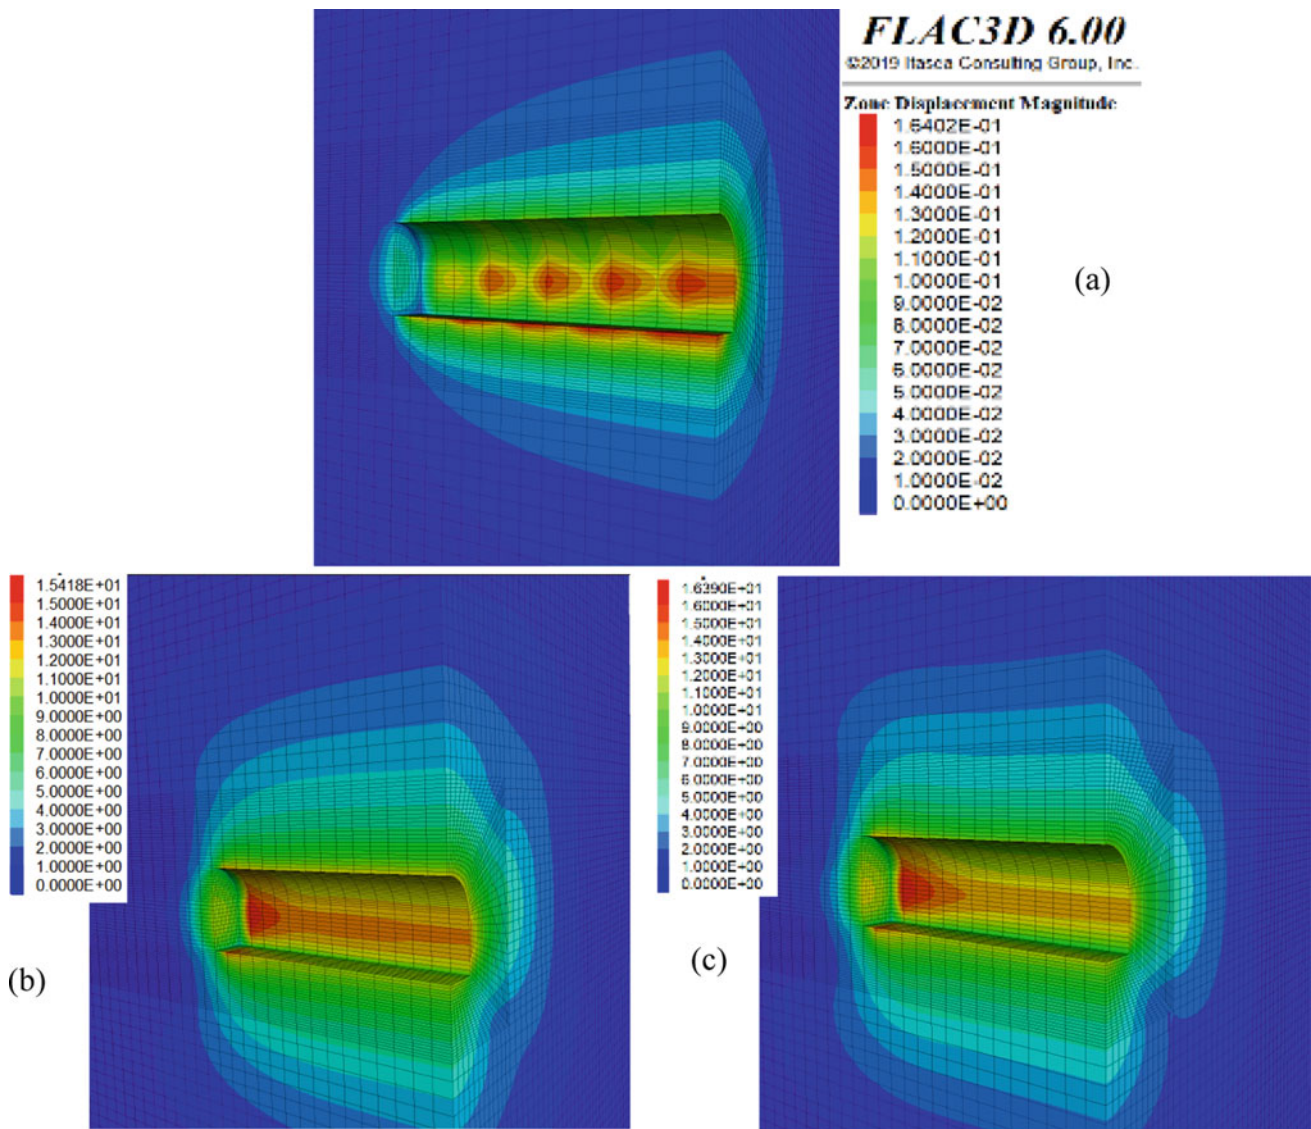 FLAC3D 6.00
©2019 Itasca Consulting Group, Inc.
Zone Displacement Magnitude
1.6402E-01
1.6000E-01
1.5000E-01
1.4000E-01
1.3000E-01
1.2000E-01
1.1000E-01
1.0000E-01
9.0000E-02
8.0000E-02
7.0000E-02
6.0000E-02
5.0000E-02
4.0000E-02
3.0000E-02
2.0000E-02
1.0000E-02
0.0000E+00
(a)
1.5418E+01
1.5000E+01
1.4000E+01
1.3000E+01
1.2000E+01
1.1000E+01
1.0000E+01
9.0000E+00
8.0000E+00
7.0000E+00
6.0000E+00
5.0000E+00
4.0000E+00
3.0000E+00
2.0000E+00
1.0000E+00
0.0000E+00
(b)
1.6390E+01
1.6000E+01
1.5000E+01
1.4000E+01
1.3000E+01
1.2000E+01
1.1000E+01
1.0000E+01
9.0000E+00
8.0000E+00
7.0000E+00
6.0000E+00
5.0000E+00
4.0000E+00
3.0000E+00
2.0000E+00
1.0000E+00
0.0000E+00
(c)